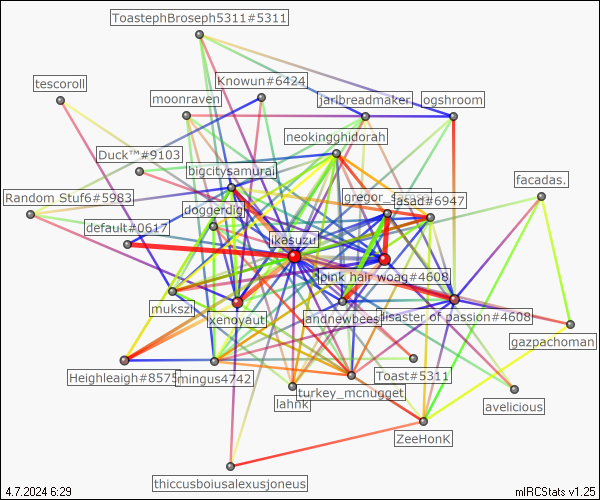 ToastephBroseph5311#5311
tescoroll
Knowun#6424
moonraven
jarlbreadmaker
ogshroom
neokingghidorah
Duck™#9103
bigcitysamurai
facadas.
Random Stuf6#5983
gregor_s
asad#6947
doggerdig
default#0617
ikasuzu
pink hair woag#4608
mukszi
xenoyaut
andnewbees
disaster of passion#4608
gazpachoman
Heighleaigh#8575
mingus4742
Toast#5311
turkey_mcnugget
lahnk
avelicious
ZeeHonK
thiccusboiusalexusjoneus
4.7.2024 6:29
mIRCStats v1.25